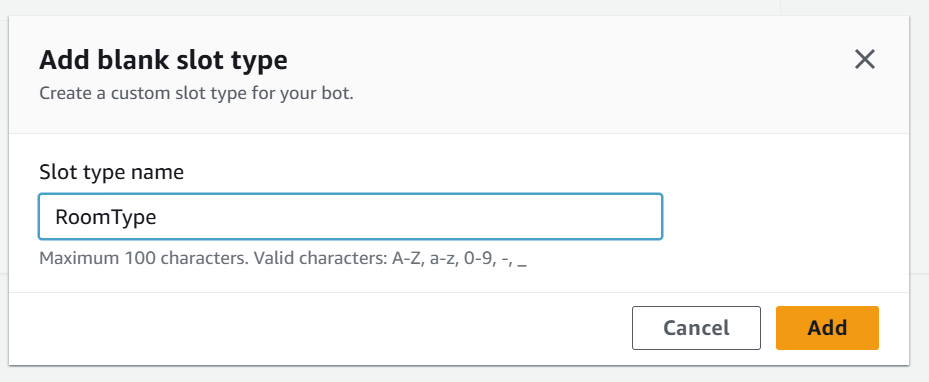 Add blank slot type
Create a custom slot type for your bot.
Slot type name
RoomType
Maximum 100 characters. Valid characters: A-Z, a-z, 0-9, -, _
Cancel
Add